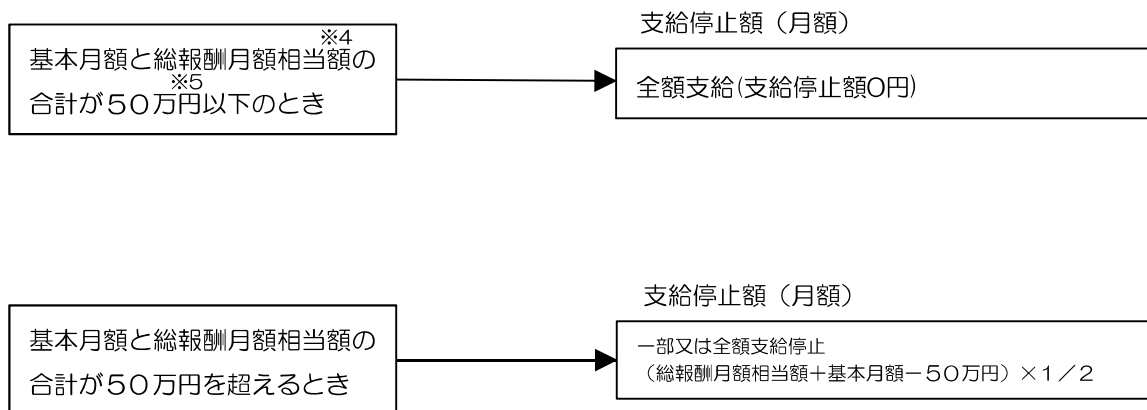 ※4
基本月額と総報酬月額相当額の
※5
合計が50万円以下のとき
支給停止額（月額）
全額支給(支給停止額0円)
基本月額と総報酬月額相当額の
合計が50万円を超えるとき
支給停止額（月額）
一部又は全額支給停止
（総報酬月額相当額＋基本月額－50万円）×1／2